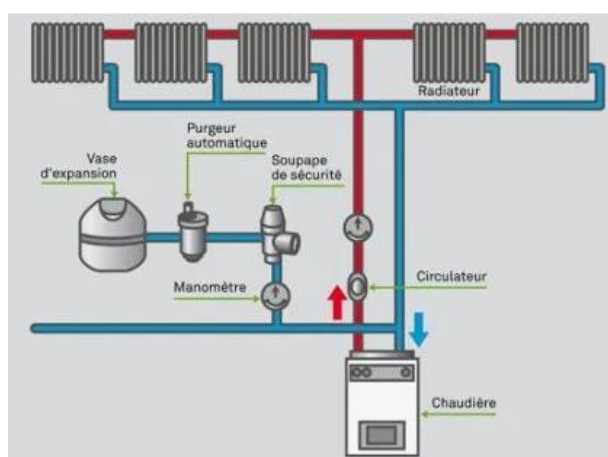 Radiateur
Purgeur
automatique
Vase
d'expansion
Soupape
de sécurité
Manomètre
Circulateur
Chaudière